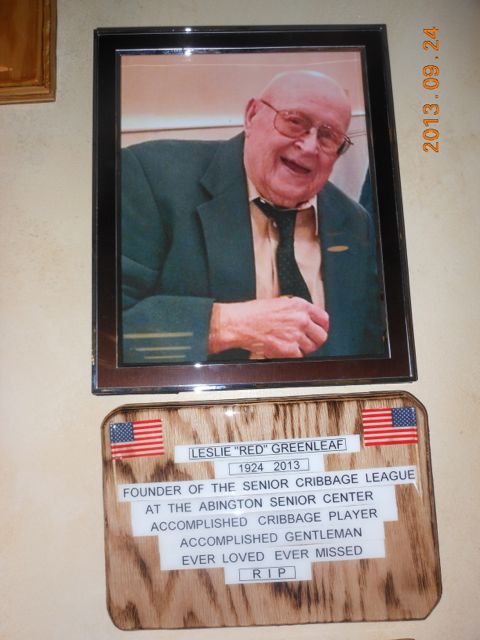 2013.09.24
LESLIE "RED" GREENLEAF
1924 2013
FOUNDER OF THE SENIOR CRIBBAGE LEAGUE
AT THE ABINGTON SENIOR CENTER
ACCOMPLISHED CRIBBAGE PLAYER
ACCOMPLISHED GENTLEMAN
EVER LOVED EVER MISSED
R I P